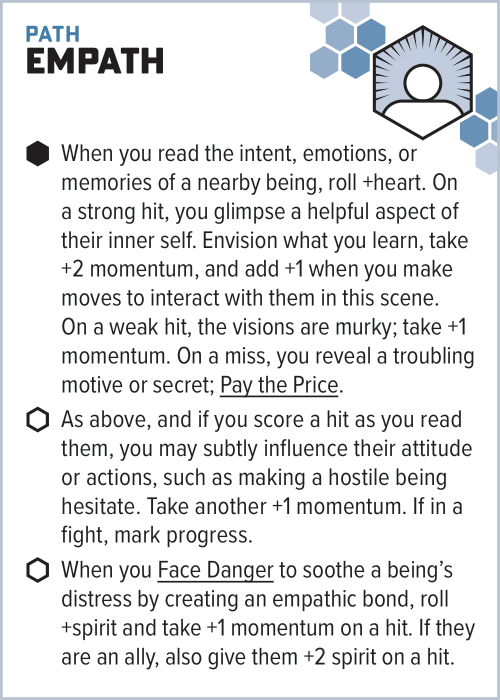 PATH
EMPATH
When you read the intent, emotions, or
memories of a nearby being, roll +heart. On
a strong hit, you glimpse a helpful aspect of
their inner self. Envision what you learn, take
+2 momentum, and add +1 when you make
moves to interact with them in this scene.
On a weak hit, the visions are murky; take +1
momentum. On a miss, you reveal a troubling
motive or secret; Pay the Price.
As above, and if you score a hit as you read
them, you may subtly influence their attitude
or actions, such as making a hostile being
hesitate. Take another +1 momentum. If in a
fight, mark progress.
When you Face Danger to soothe a being’s
distress by creating an empathic bond, roll
+spirit and take +1 momentum on a hit. If they
are an ally, also give them +2 spirit on a hit.